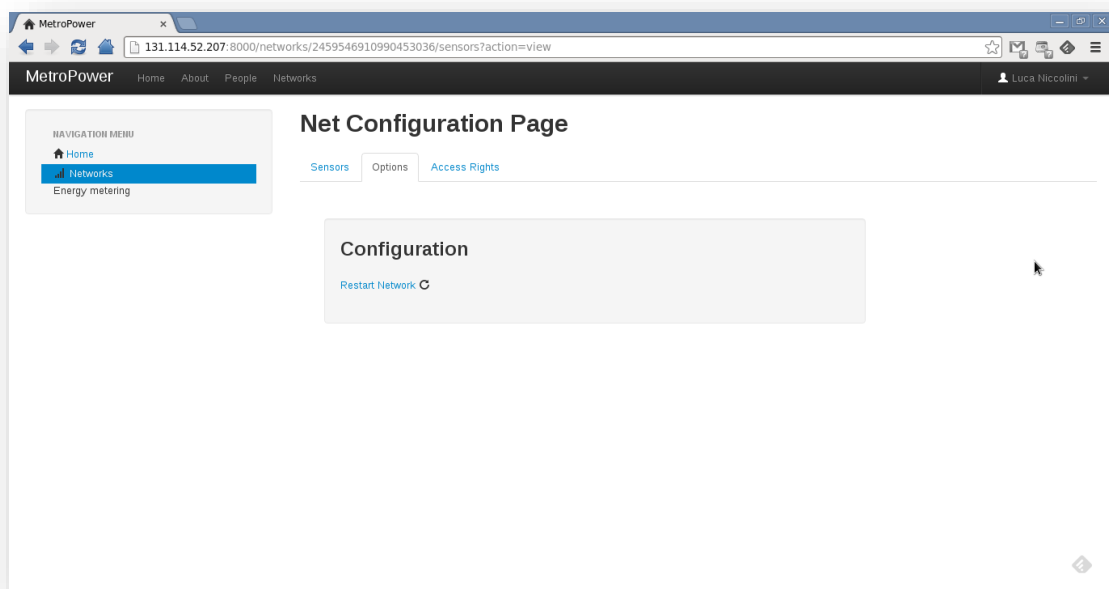 MetroPower
131.114.52.207:8000/networks/2459546910990453036/sensors?action=view
MetroPower Home About People Networks Luca Niccolini
NAVIGATION MENU
Home
Networks
Energy metering
Net Configuration Page
Sensors Options Access Rights
Configuration
Restart Network